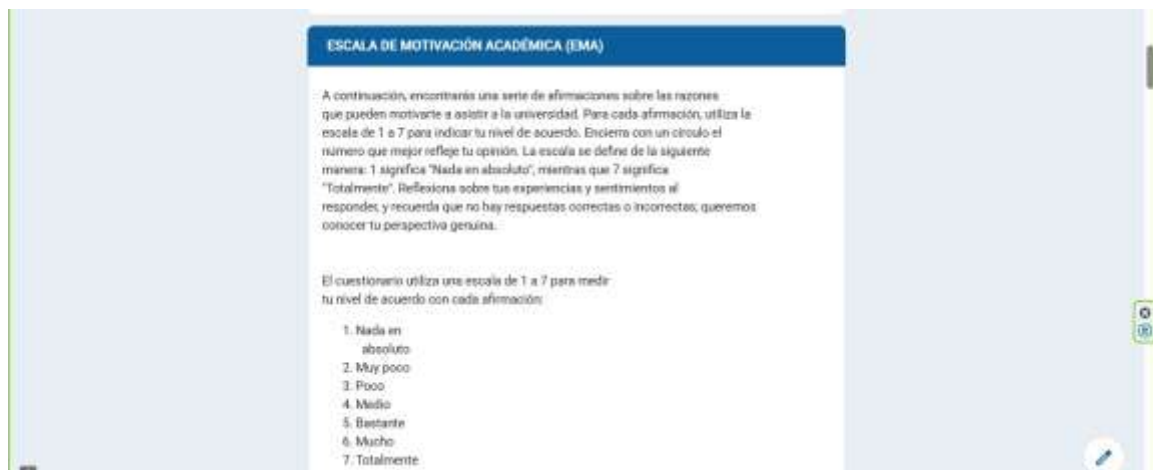 ESCALA DE MOTIVACIÓN ACADÉMICA (EMA)
A continuación, encontrarás una serie de afirmaciones sobre las razones
que pueden motivarte a asistir a la universidad. Para cada afirmación, utiliza la
escala de 1 a 7 para indicar tu nivel de acuerdo. Encierra con un círculo el
número que mejor refleje tu opinión. La escala se define de la siguiente
manera: 1 significa "Nada en absoluto", mientras que 7 significa
"Totalmente". Reflexiona sobre tus experiencias y sentimientos al
responder, y recuerda que no hay respuestas correctas o incorrectas; queremos
conocer tu perspectiva genuina.
El cuestionario utiliza una escala de 1 a 7 para medir
tu nivel de acuerdo con cada afirmación:
1. Nada en
absoluto
2. Muy poco
3. Poco
4. Medio
5. Bastante
6. Mucho
7. Totalmente